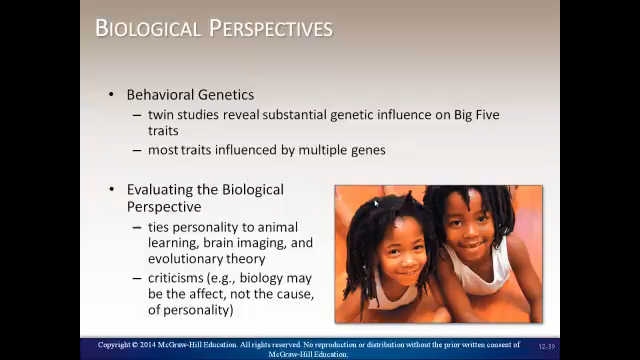 BIOLOGICAL PERSPECTIVES
• Behavioral Genetics
– twin studies reveal substantial genetic influence on Big Five
traits
– most traits influenced by multiple genes
• Evaluating the Biological
Perspective
– ties personality to animal
learning, brain imaging, and
evolutionary theory
– criticisms (e.g., biology may
be the affect, not the cause,
of personality)
Copyright © 2014 McGraw-Hill Education. All rights reserved. No reproduction or distribution without the prior written consent of
McGraw-Hill Education.
12-39